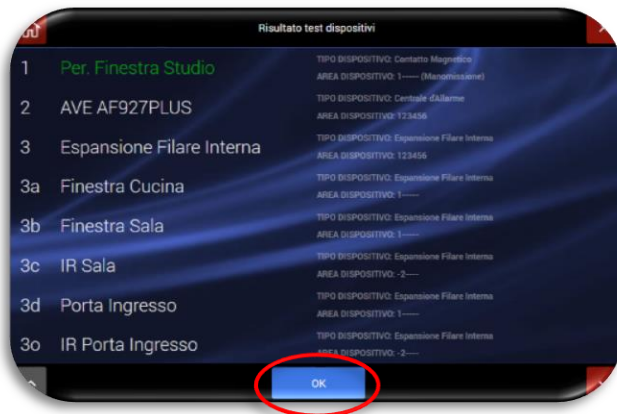 Risultato test dispositivi
1 Per. Finestra Studio
TIPO DISPOSITIVO: Contatto Magnetico
AREA DISPOSITIVO: 1----- (Manomissione)
2 AVE AF927PLUS
TIPO DISPOSITIVO: Centrale d'Allarme
AREA DISPOSITIVO: 123456
3 Espansione Filare Interna
TIPO DISPOSITIVO: Espansione Filare Interna
AREA DISPOSITIVO: 123456
3a Finestra Cucina
TIPO DISPOSITIVO: Espansione Filare Interna
AREA DISPOSITIVO: 1-----
3b Finestra Sala
TIPO DISPOSITIVO: Espansione Filare Interna
AREA DISPOSITIVO: 1-----
3c IR Sala
TIPO DISPOSITIVO: Espansione Filare Interna
AREA DISPOSITIVO: -2----
3d Porta Ingresso
TIPO DISPOSITIVO: Espansione Filare Interna
AREA DISPOSITIVO: 1-----
3o IR Porta Ingresso
TIPO DISPOSITIVO: Espansione Filare Interna
AREA DISPOSITIVO: -2----
OK